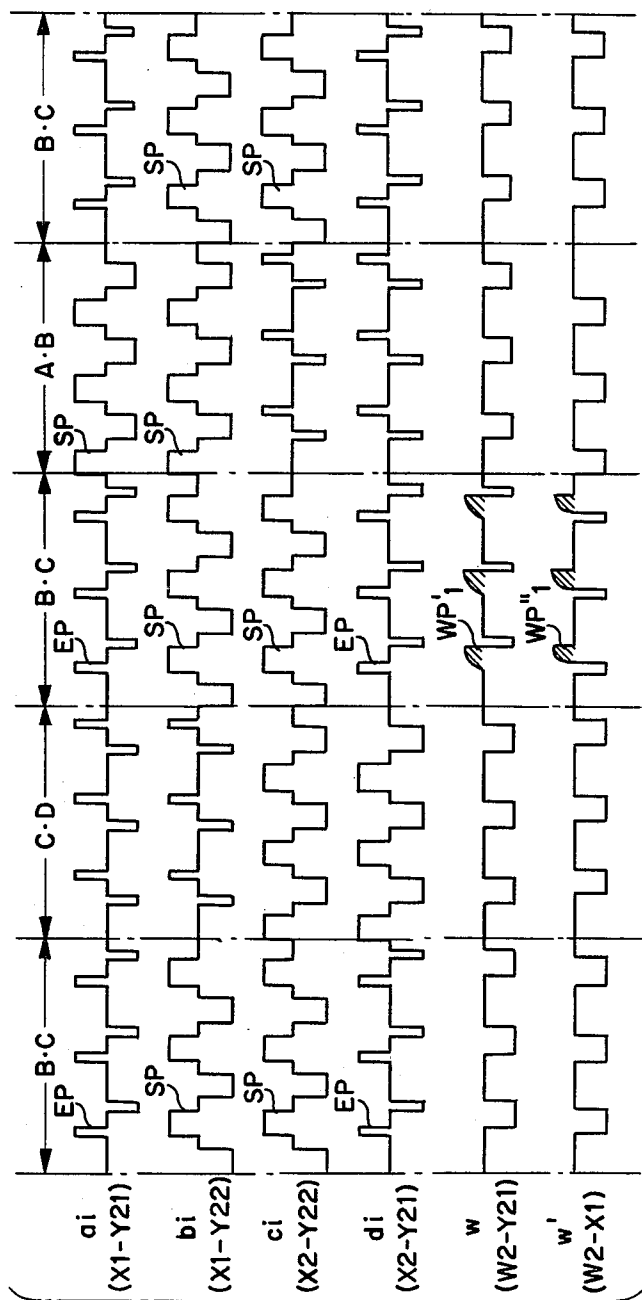 B·C C·D B·C A·B B·C
ai EP EP SP
(X1-Y21)
bi SP SP SP SP
(X1-Y22)
ci SP SP SP
(X2-Y22)
di EP EP
(X2-Y21)
w WP'1
(W2-Y21)
w' WP"1
(W2-X1)